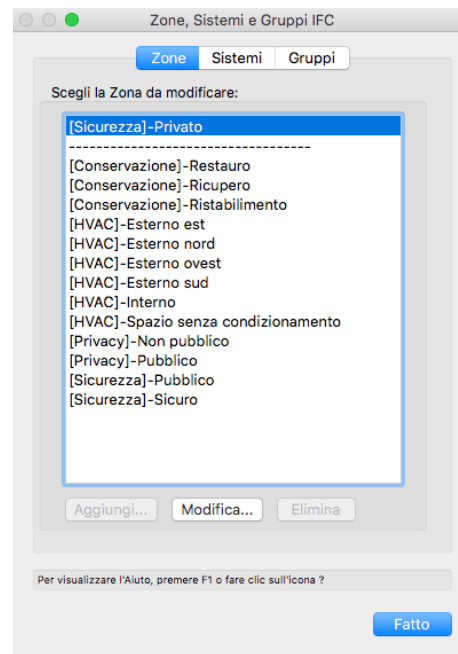 Zone, Sistemi e Gruppi IFC
Zone Sistemi Gruppi
Scegli la Zona da modificare:
[Sicurezza]-Privato
-----------------------------------
[Conservazione]-Restauro
[Conservazione]-Ricupero
[Conservazione]-Ristabilimento
[HVAC]-Esterno est
[HVAC]-Esterno nord
[HVAC]-Esterno ovest
[HVAC]-Esterno sud
[HVAC]-Interno
[HVAC]-Spazio senza condizionamento
[Privacy]-Non pubblico
[Privacy]-Pubblico
[Sicurezza]-Pubblico
[Sicurezza]-Sicuro
Aggiungi... Modifica... Elimina
Per visualizzare l'Aiuto, premere F1 o fare clic sull'icona ?
Fatto